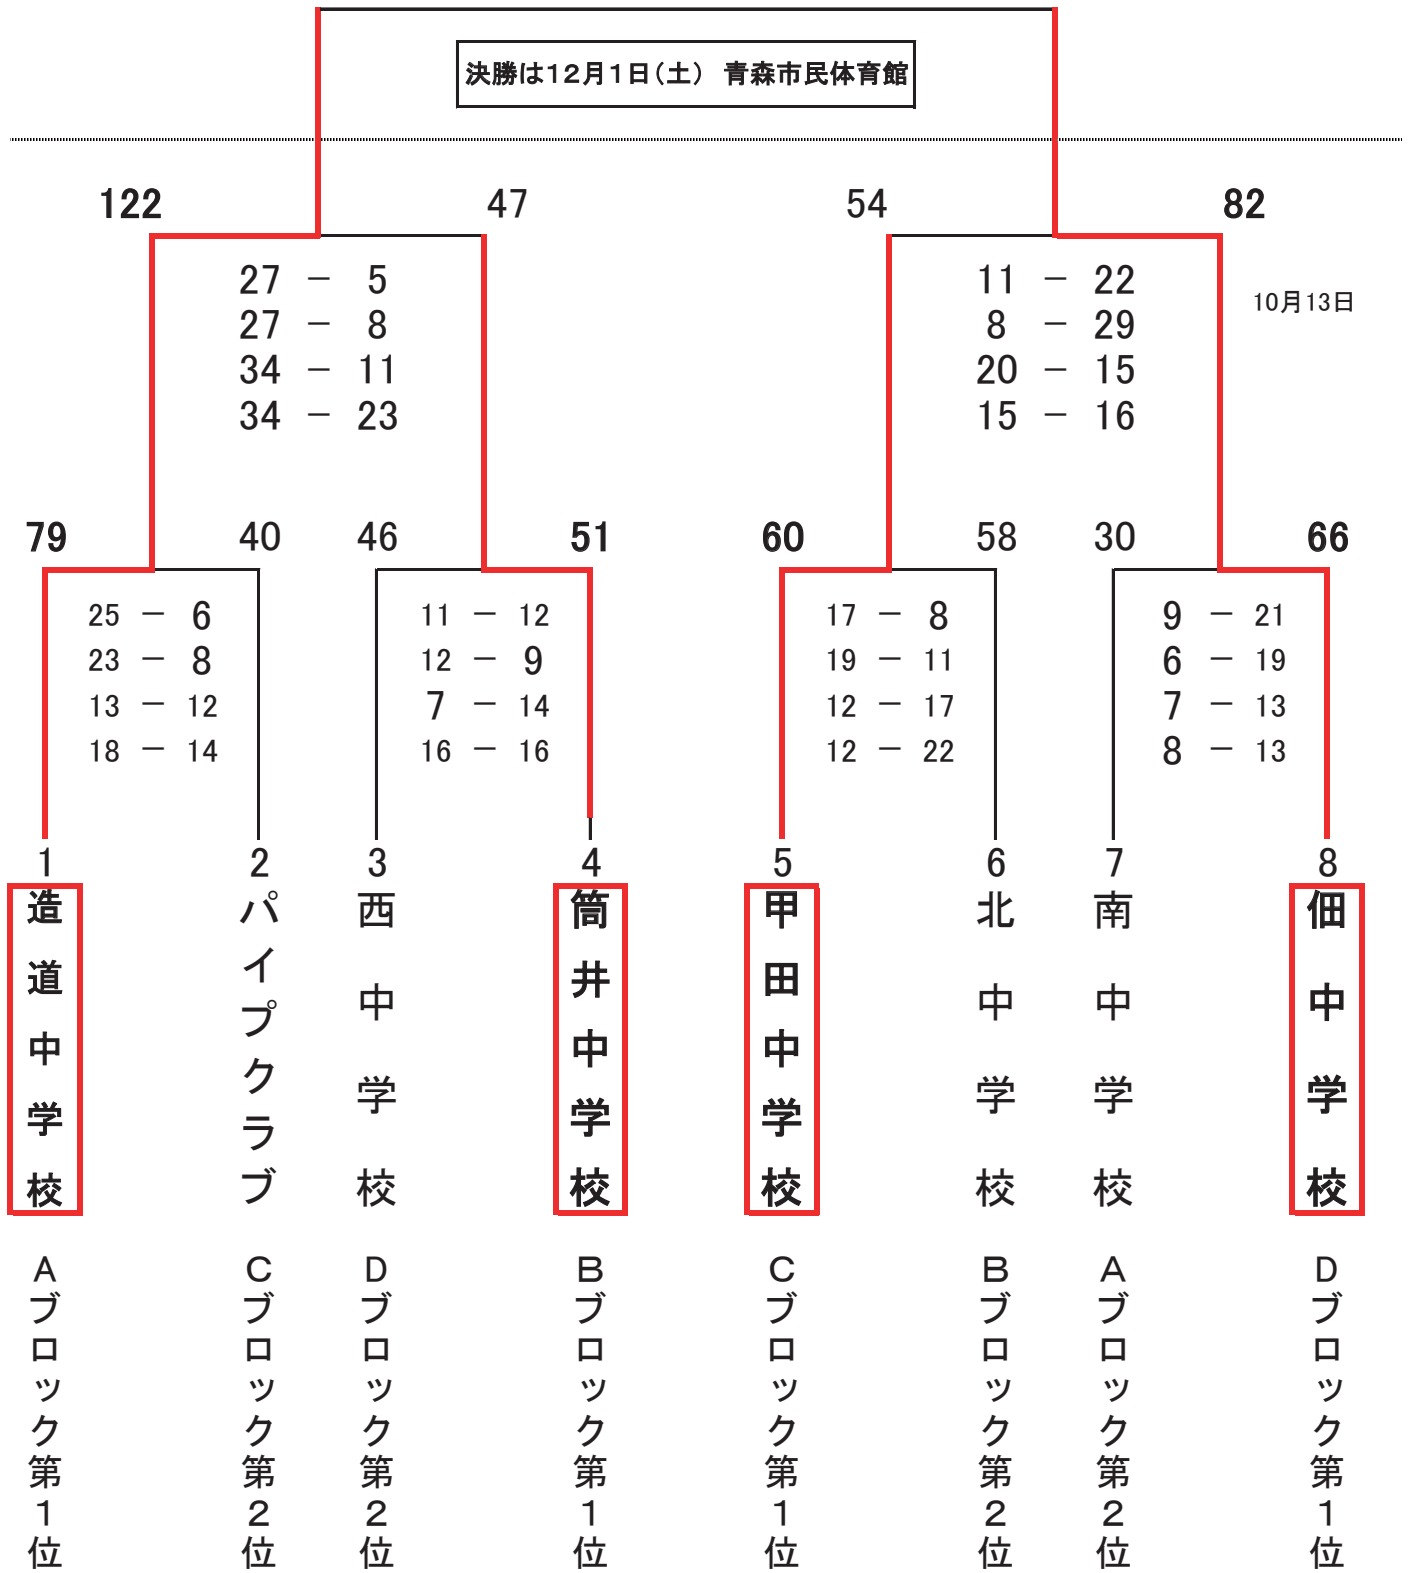 決勝は12月1日(土) 青森市民体育館
122 47 54 82
27 － 5 11 － 22
10月13日
27 － 8 8 － 29
34 － 11 20 － 15
34 － 23 15 － 16
79 40 46 51 60 58 30 66
25 － 6 11 － 12 17 － 8 9 － 21
23 － 8 12 － 9 19 － 11 6 － 19
13 － 12 7 － 14 12 － 17 7 － 13
18 － 14 16 － 16 12 － 22 8 － 13
1 2 3 4 5 6 7 8
造道中学校
パイプクラブ
西中学校
筒井中学校
甲田中学校
北中学校
南中学校
佃中学校
Aブロック第1位
Cブロック第2位
Dブロック第2位
Bブロック第1位
Cブロック第1位
Bブロック第2位
Aブロック第2位
Dブロック第1位